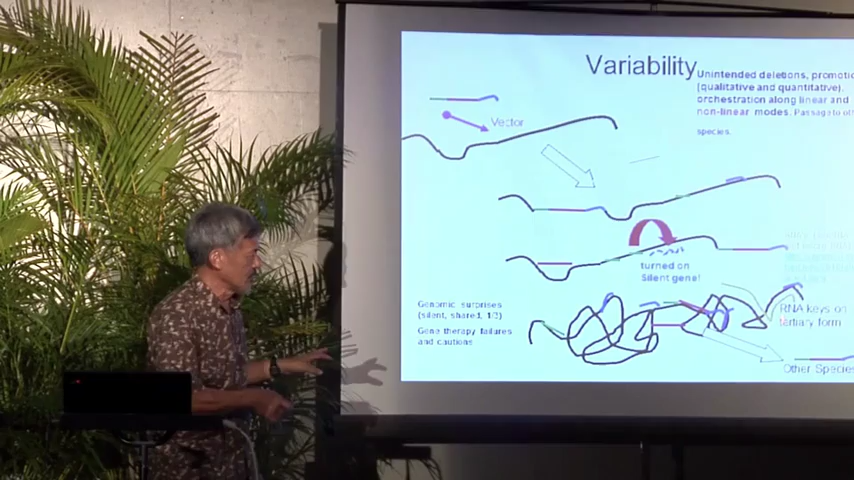 Variability
Unintended deletions, promotio
(qualitative and quantitative),
orchestration along linear and
non-linear modes. Passage to oth
species.
Vector
turned on
Silent gene!
Genomic surprises
(silent, shared, 1/3)
Gene therapy failures
and cautions
RNA keys on
tertiary form
Other Species